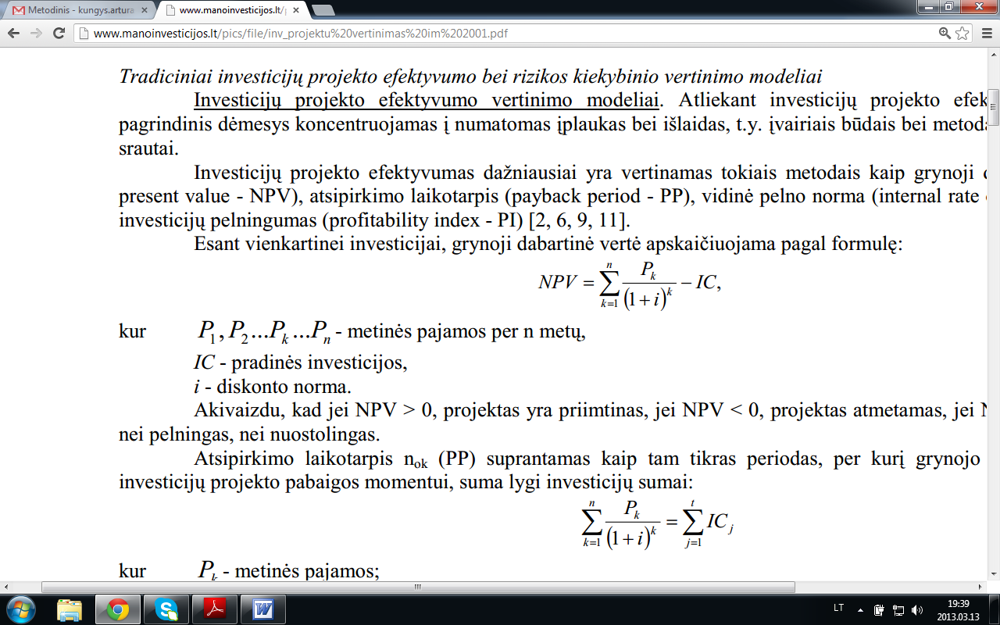 Metodinis - kungys.artura
www.manoinvesticijos.lt/p
www.manoinvesticijos.lt/pics/file/inv_projektu%20vertinimas%20im%202001.pdf
Tradiciniai investicijų projekto efektyvumo bei rizikos kiekybinio vertinimo modeliai
Investicijų projekto efektyvumo vertinimo modeliai. Atliekant investicijų projekto efek
pagrindinis dėmesys koncentruojamas į numatomas įplaukas bei išlaidas, t.y. įvairiais būdais bei metoda
srautai.
Investicijų projekto efektyvumas dažniausiai yra vertinamas tokiais metodais kaip grynoji
present value - NPV), atsipirkimo laikotarpis (payback period - PP), vidinė pelno norma (internal rate
investicijų pelningumas (profitability index - PI) [2, 6, 9, 11].
Esant vienkartinei investicijai, grynoji dabartinė vertė apskaičiuojama pagal formulę:
NPV = ∑_{k=1}^{n} P_k / (1 + i)^k − IC,
kur P₁, P₂ ... P_k ... P_n - metinės pajamos per n metų,
IC - pradinės investicijos,
i - diskonto norma.
Akivaizdu, kad jei NPV > 0, projektas yra priimtinas, jei NPV < 0, projektas atmetamas, jei N
nei pelningas, nei nuostolingas.
Atsipirkimo laikotarpis n_ok (PP) suprantamas kaip tam tikras periodas, per kurį grynojo
investicijų projekto pabaigos momentui, suma lygi investicijų sumai:
∑_{k=1}^{n} P_k / (1 + i)^k = ∑_{j=1}^{t} IC_j
kur P_k - metinės pajamos;
LT
19:39
2013.03.13